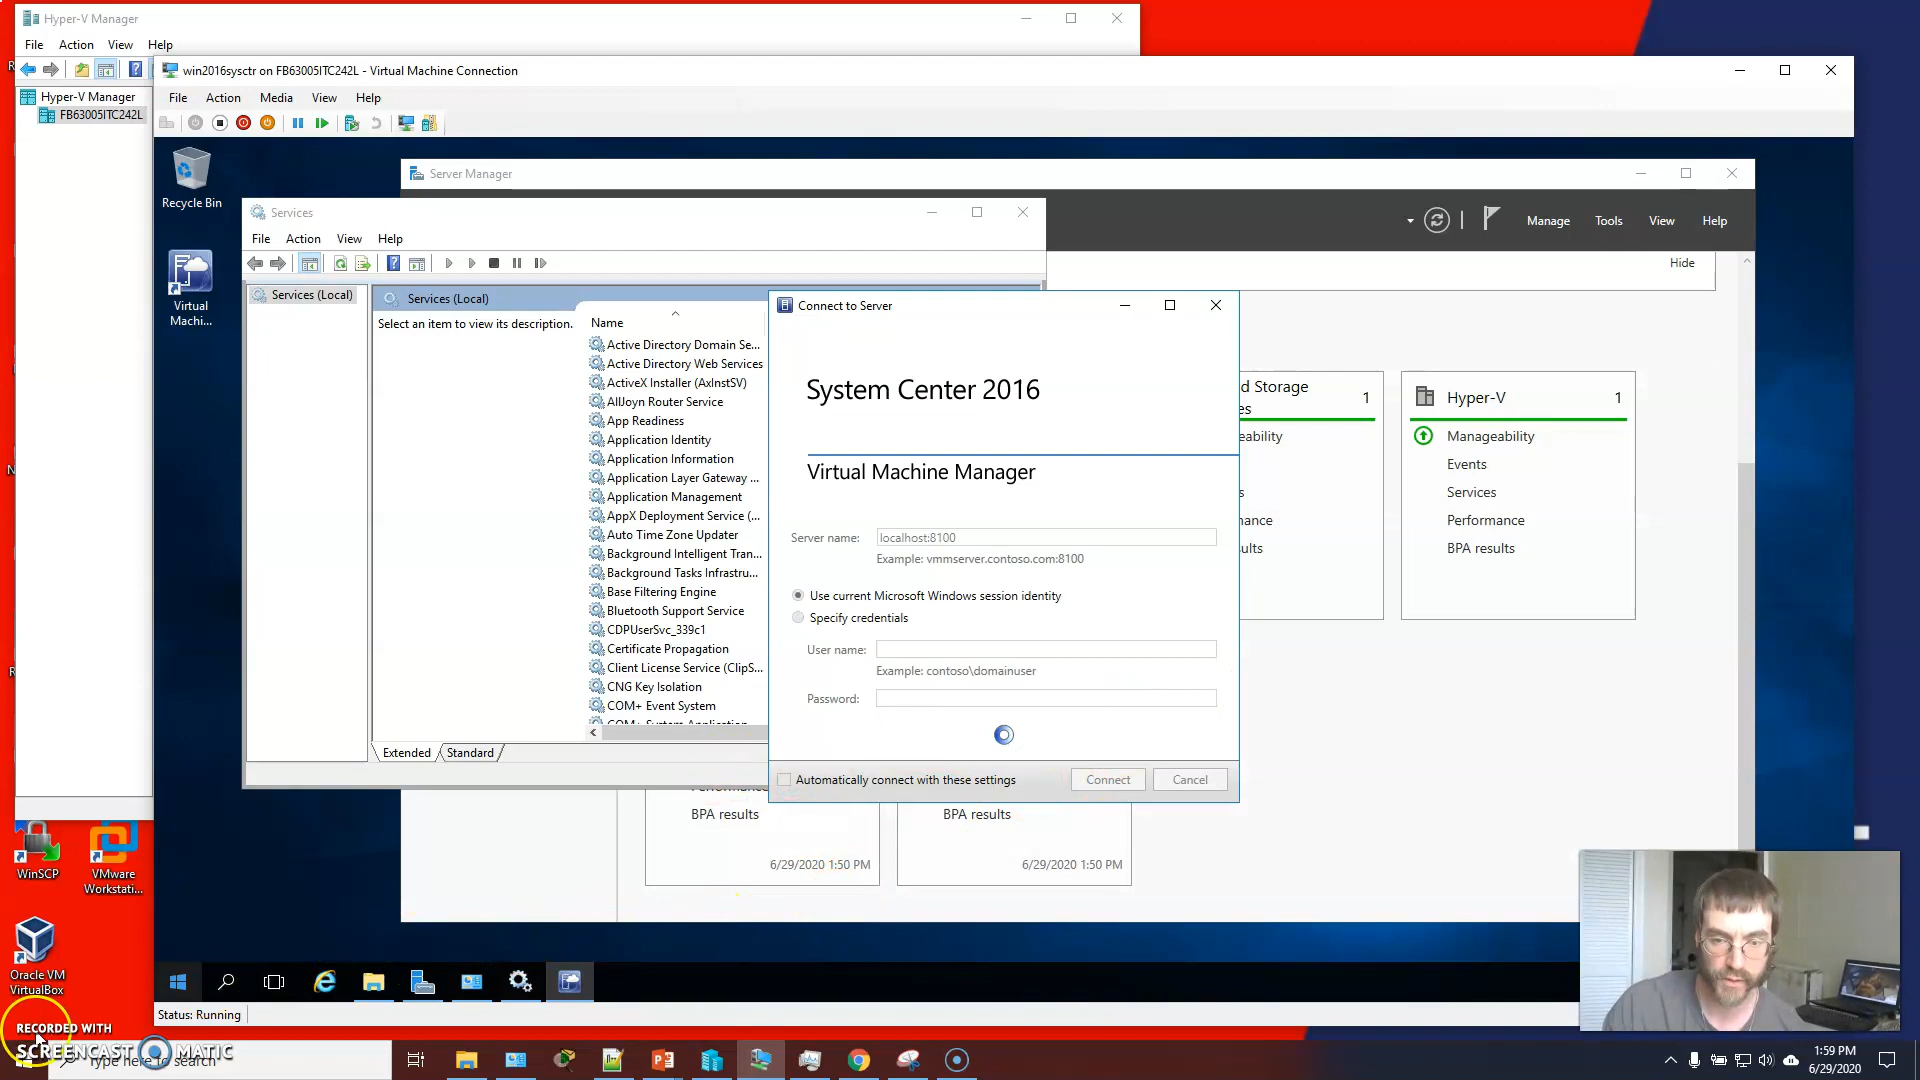 Hyper-V Manager
File Action View Help
win2016sysctr on FB63005ITC242L - Virtual Machine Connection
Hyper-V Manager
FB63005ITC242L
File Action Media View Help
Recycle Bin
Server Manager
Manage Tools View Help
Hide
Services
File Action View Help
Virtual
Machi...
Services (Local)
Services (Local)
Select an item to view its description.
Name
Active Directory Domain Se...
Active Directory Web Services
ActiveX Installer (AxInstSV)
AllJoyn Router Service
App Readiness
Application Identity
Application Information
Application Layer Gateway ...
Application Management
AppX Deployment Service (...
Auto Time Zone Updater
Background Intelligent Tran...
Background Tasks Infrastru...
Base Filtering Engine
Bluetooth Support Service
CDPUserSvc_339c1
Certificate Propagation
Client License Service (ClipS...
CNG Key Isolation
COM+ Event System
COM+ System Application
Extended Standard
Connect to Server
System Center 2016
Virtual Machine Manager
Server name: localhost:8100
Example: vmmserver.contoso.com:8100
Use current Microsoft Windows session identity
Specify credentials
User name:
Example: contoso\domainuser
Password:
Automatically connect with these settings Connect Cancel
d Storage
es
1
eability
s
ance
ults
Hyper-V 1
Manageability
Events
Services
Performance
BPA results
BPA results
6/29/2020 1:50 PM
BPA results
6/29/2020 1:50 PM
WinSCP
VMware
Workstati...
Oracle VM
VirtualBox
Status: Running
RECORDED WITH
SCREENCAST MATIC
Type here to search
1:59 PM
6/29/2020